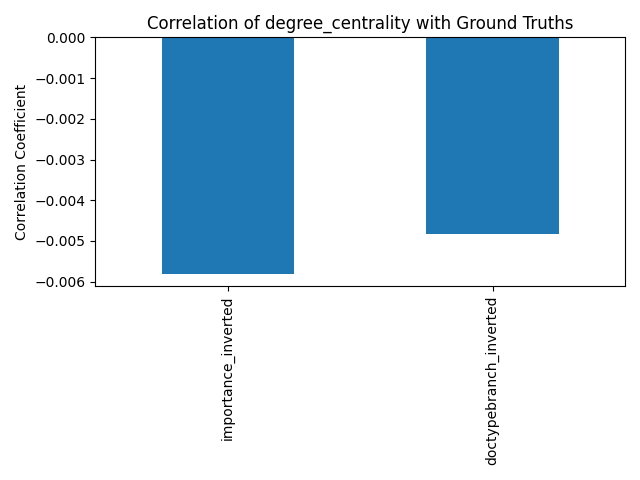 Correlation of degree_centrality with Ground Truths
Correlation Coefficient
0.000
−0.001
−0.002
−0.003
−0.004
−0.005
−0.006
importance_inverted
doctypebranch_inverted